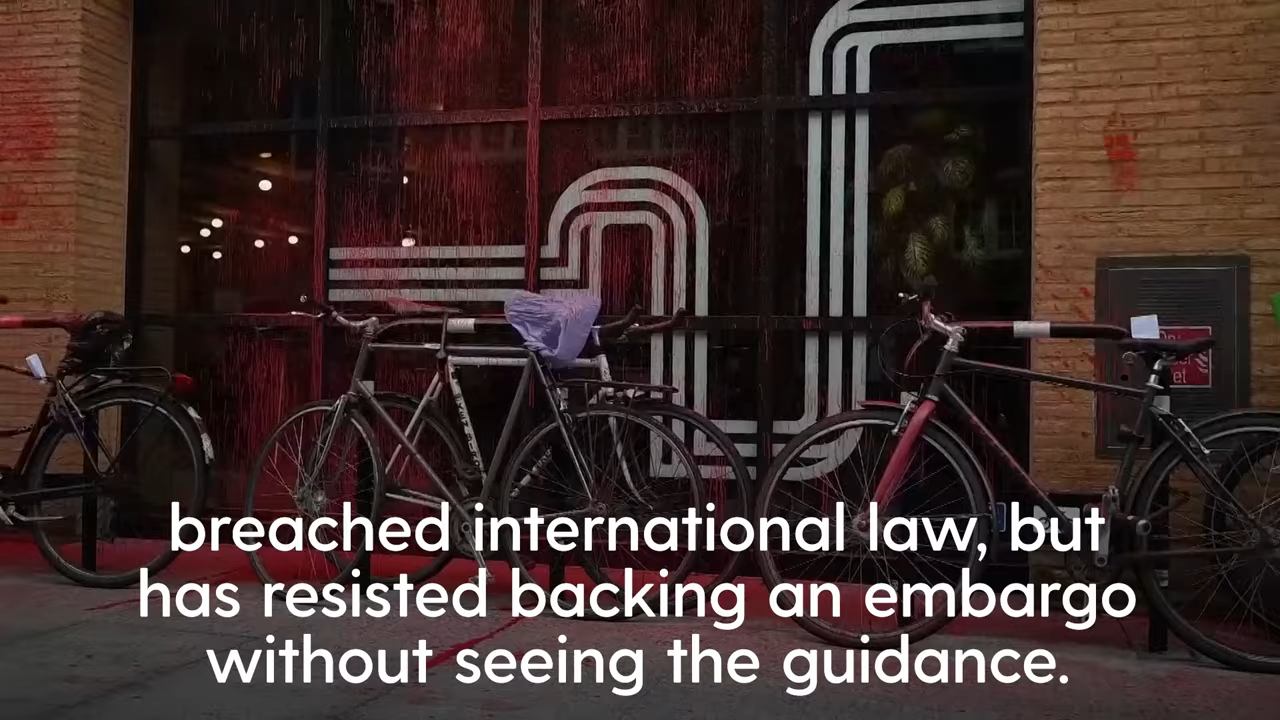 breached international law, but
has resisted backing an embargo
without seeing the guidance.